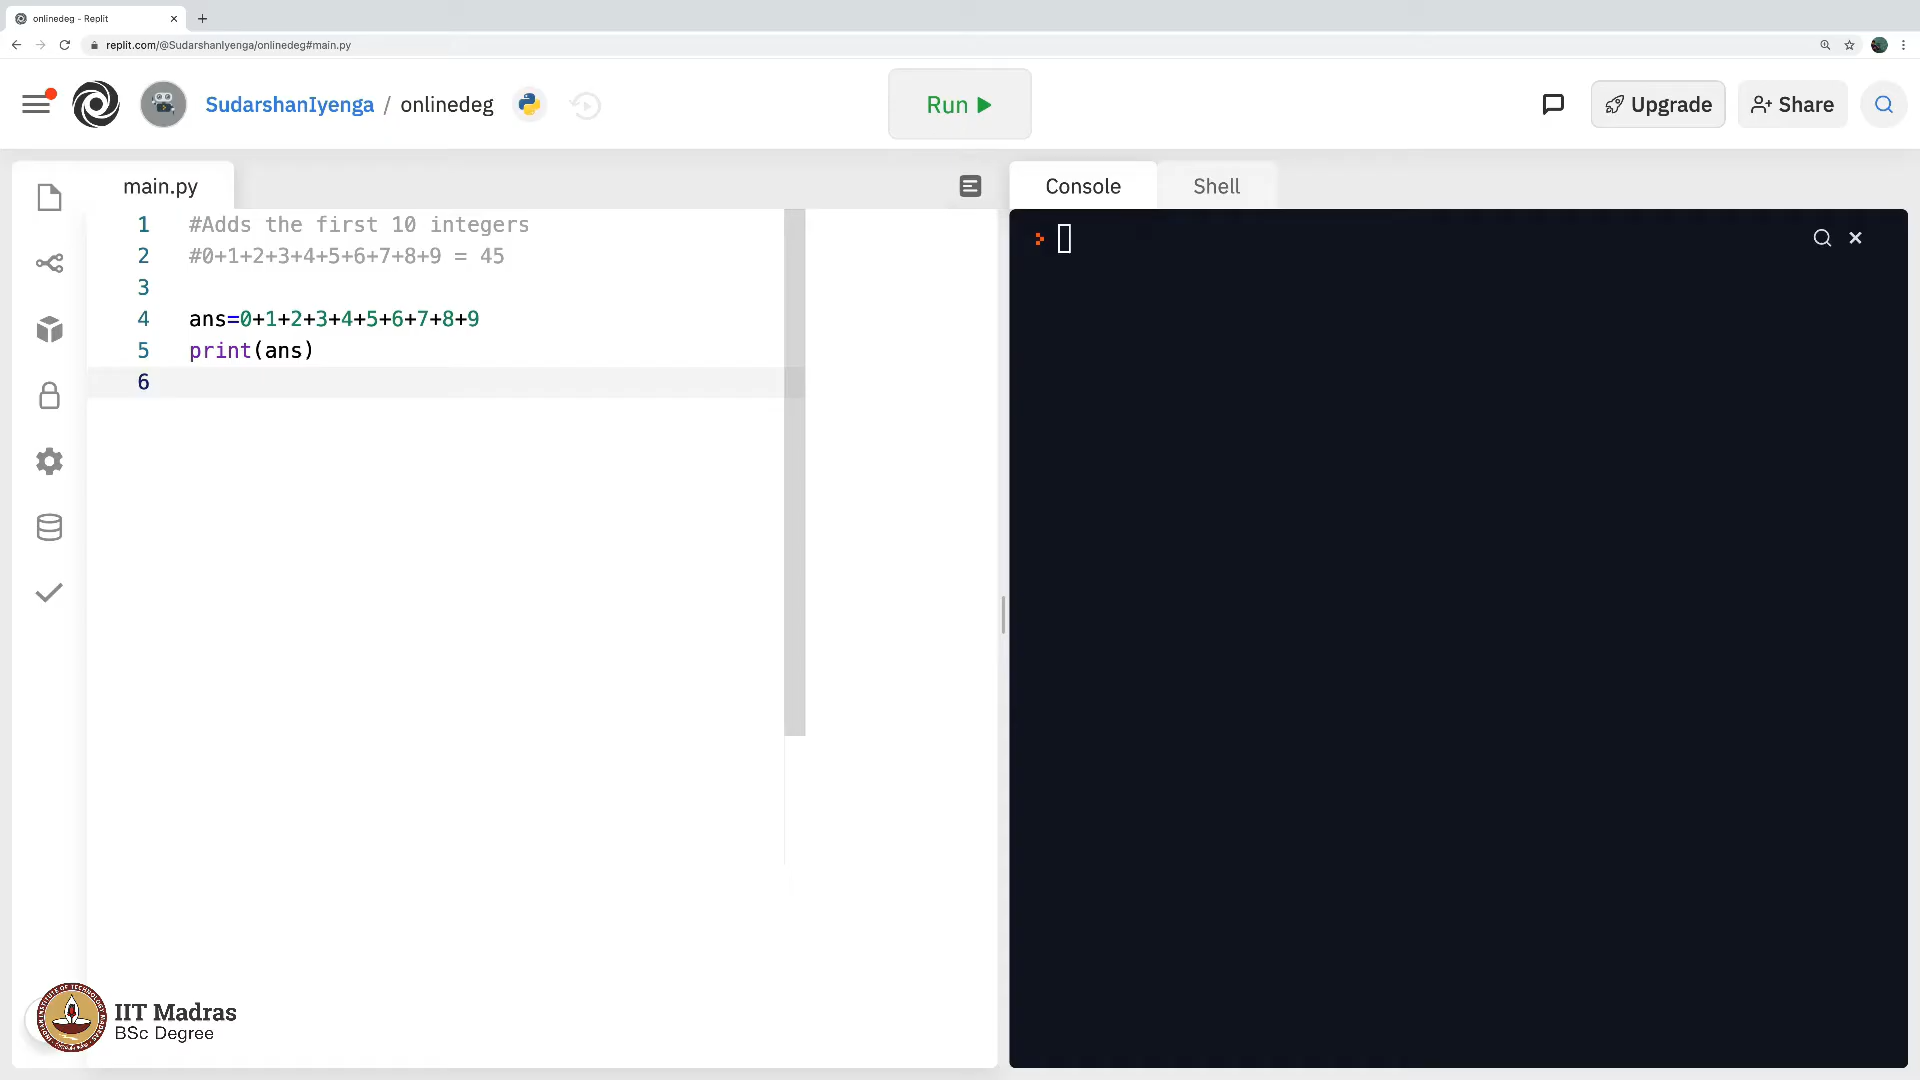 onlinedeg - Replit
replit.com/@SudarshanIyenga/onlinedeg#main.py
SudarshanIyenga / onlinedeg
Run
Upgrade
Share
main.py
1 #Adds the first 10 integers
2 #0+1+2+3+4+5+6+7+8+9 = 45
3
4 ans=0+1+2+3+4+5+6+7+8+9
5 print(ans)
6
Console
Shell
IIT Madras
BSc Degree